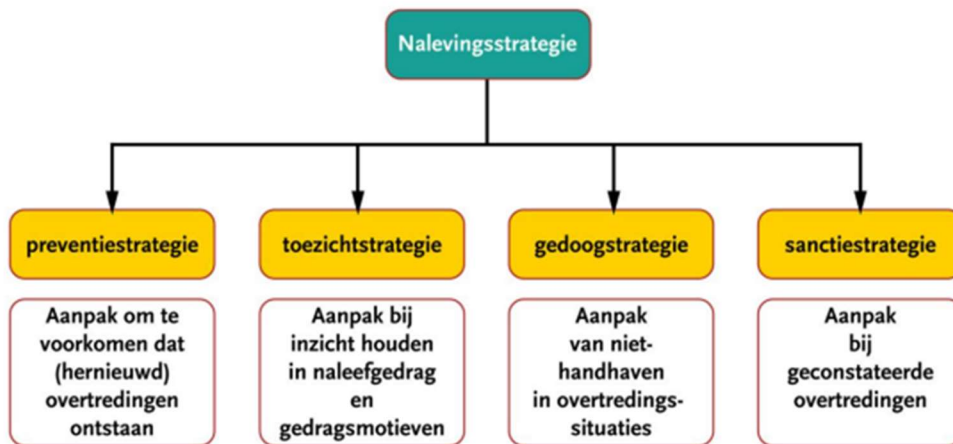 Nalevingsstrategie
preventiestrategie
toezichtstrategie
gedoogstrategie
sanctiestrategie
Aanpak om te
voorkomen dat
(hernieuwd)
overtredingen
ontstaan
Aanpak bij
inzicht houden
in naleefgedrag
en
gedragsmotieven
Aanpak
van niet-
handhaven
in overtredings-
situaties
Aanpak
bij
geconstateerde
overtredingen